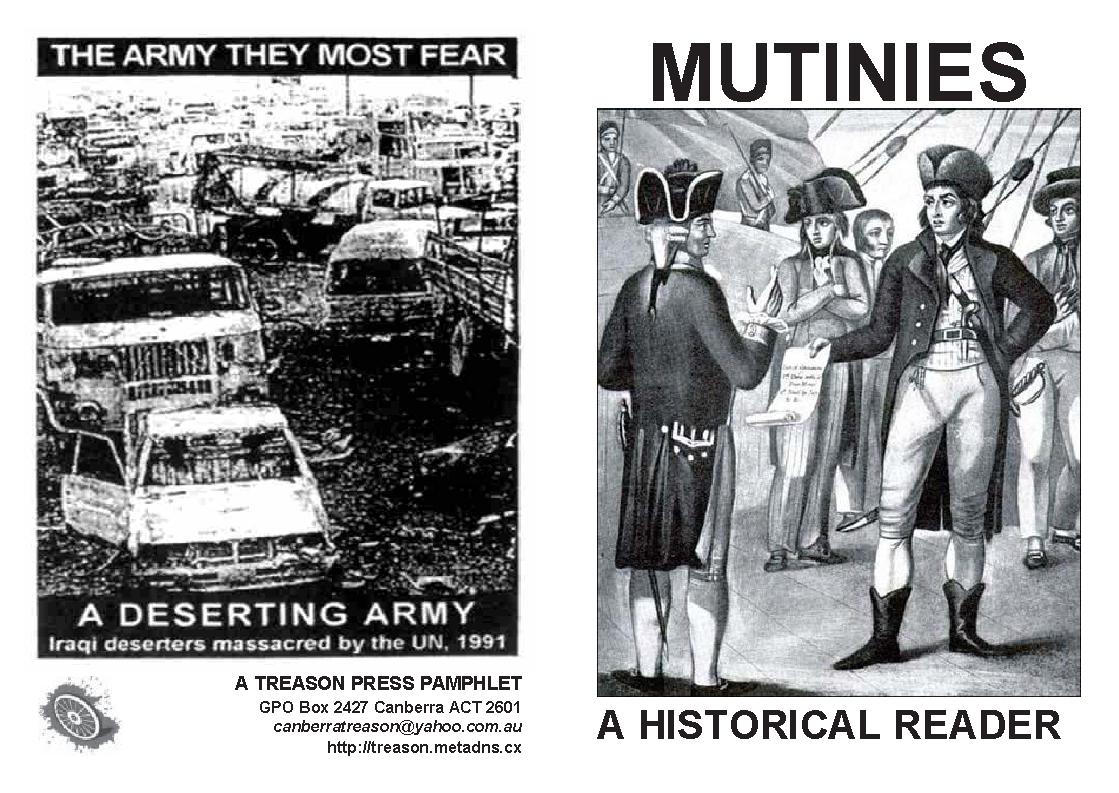 THE ARMY THEY MOST FEAR
A DESERTING ARMY
Iraqi deserters massacred by the UN, 1991
A TREASON PRESS PAMPHLET
GPO Box 2427 Canberra ACT 2601
canberratreason@yahoo.com.au
http://treason.metadns.cx
MUTINIES
A HISTORICAL READER